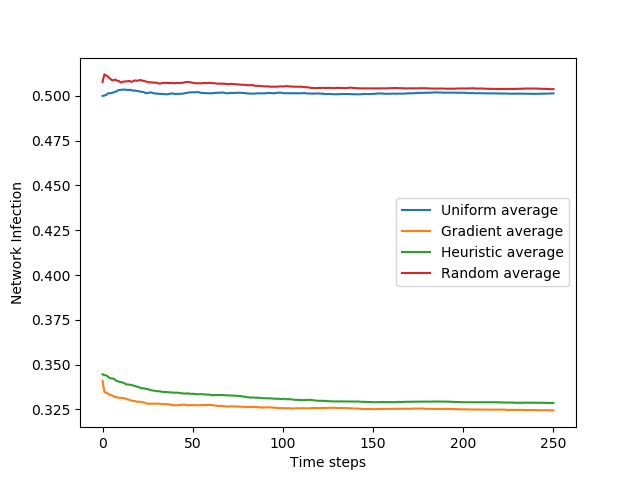 0.500
0.475
0.450
0.425
0.400
0.375
0.350
0.325
Network Infection
Uniform average
Gradient average
Heuristic average
Random average
0 50 100 150 200 250
Time steps